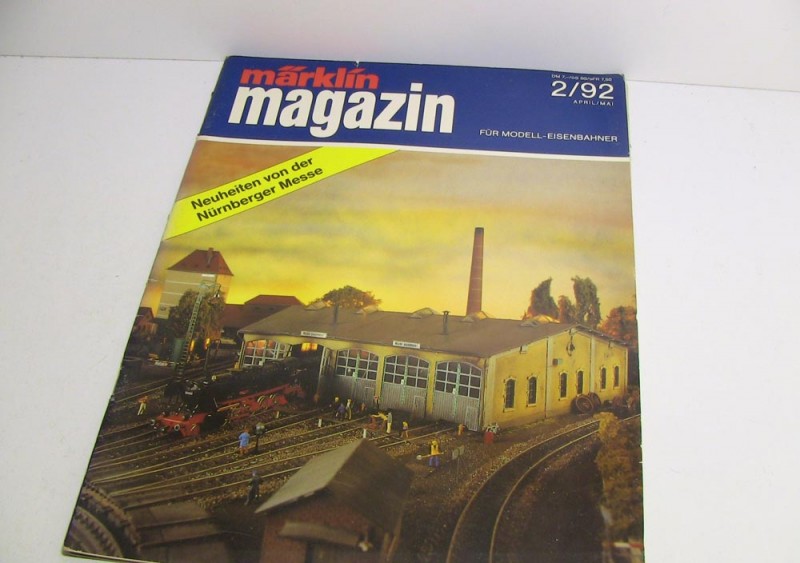 märklin
magazin
2/92
APRIL/MAI
FÜR MODELL-EISENBAHNER
Neuheiten von der
Nürnberger Messe